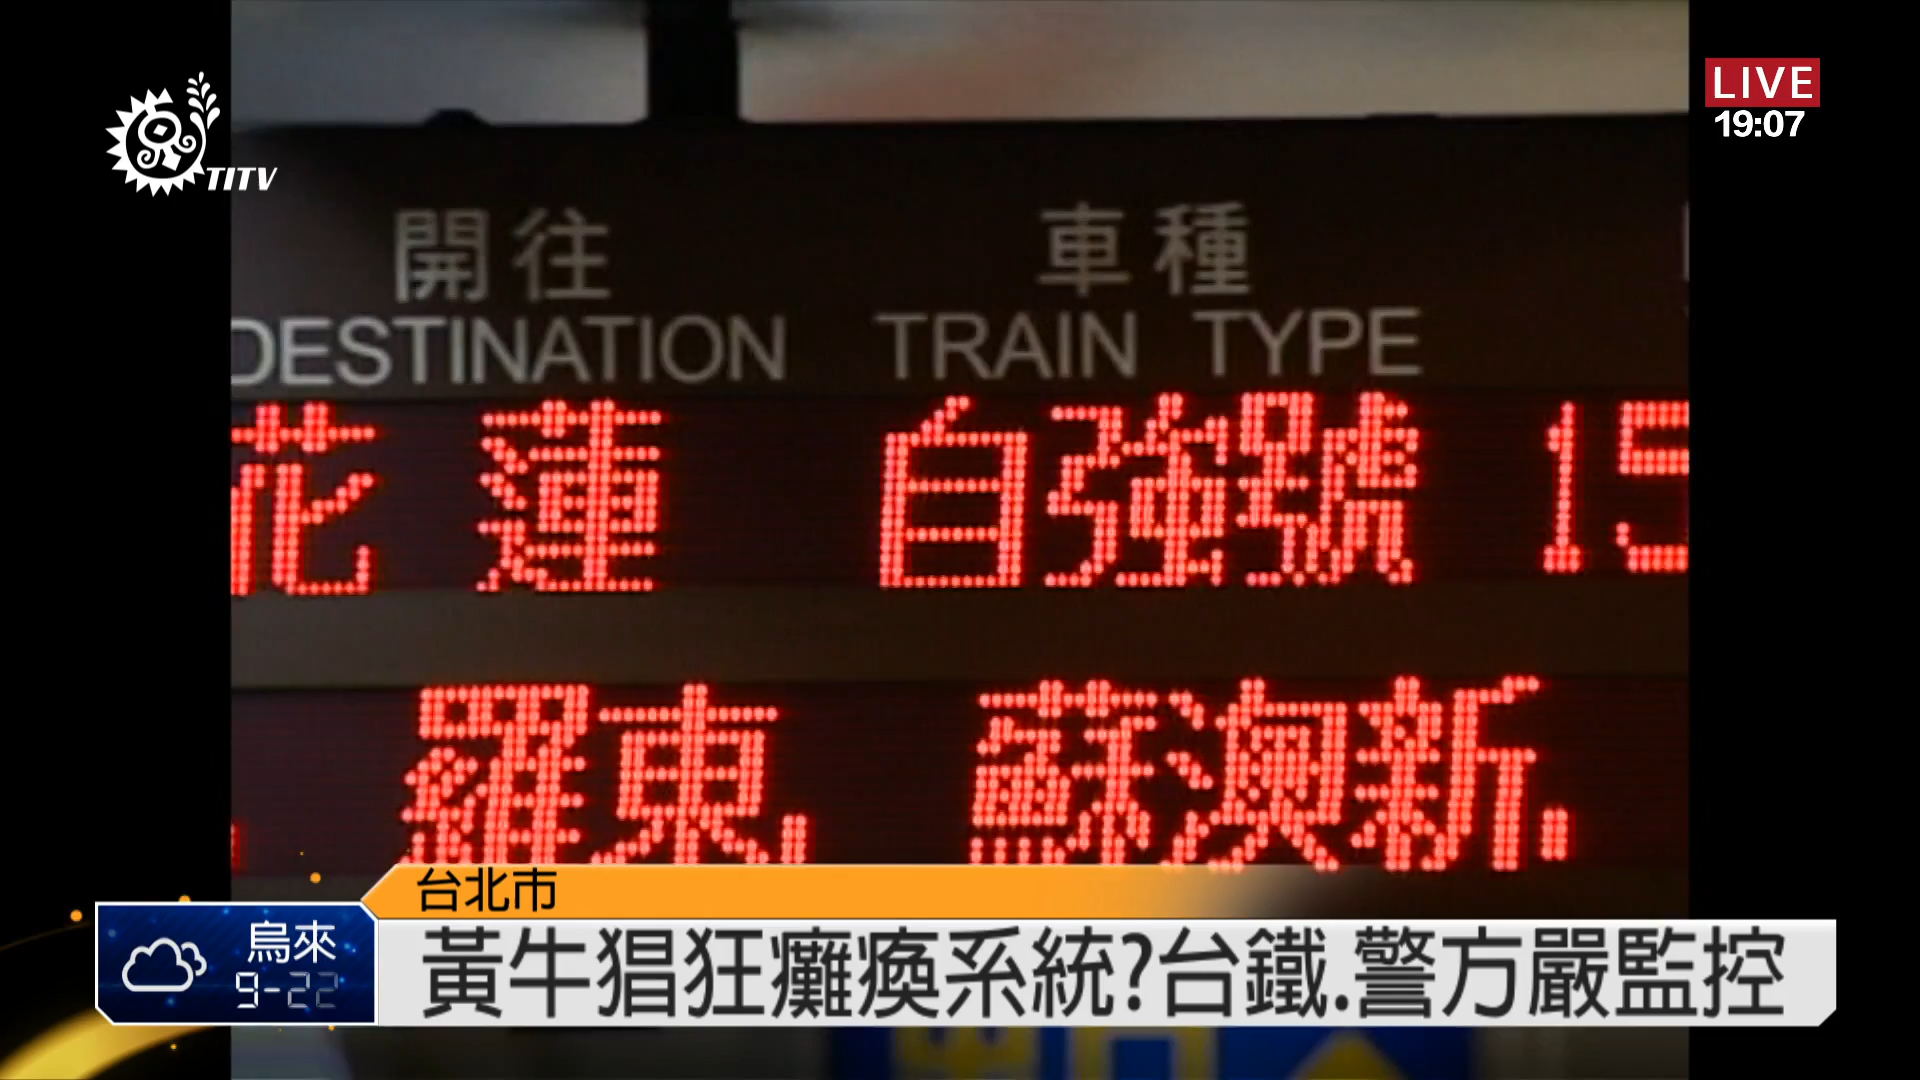 LIVE
19:07
TITV
開往 車種
DESTINATION TRAIN TYPE
花蓮 自強號 15
羅東, 蘇澳新,
台北市
烏來
9-22
黃牛猖狂癱瘓系統?台鐵.警方嚴監控